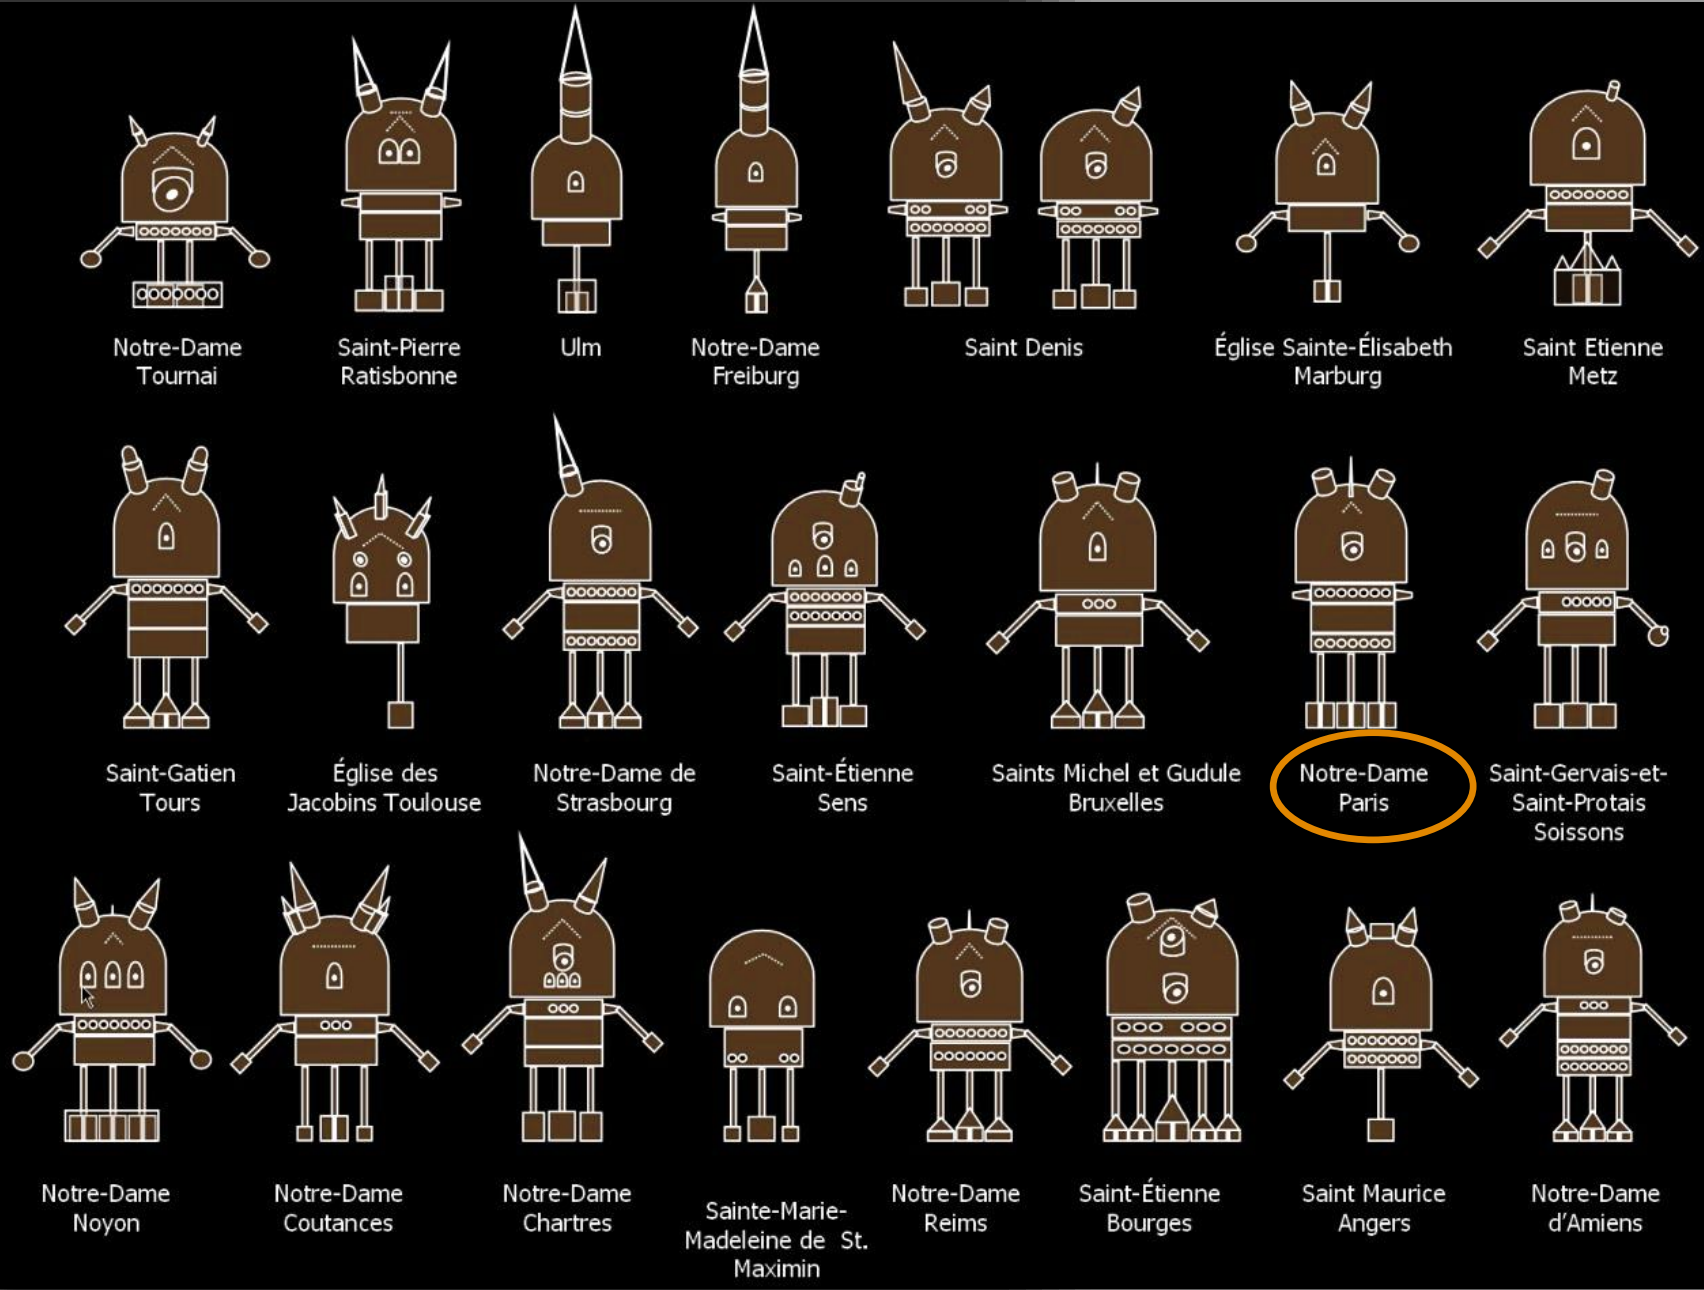 Notre-Dame
Tournai
Saint-Pierre
Ratisbonne
Ulm
Notre-Dame
Freiburg
Saint Denis
Église Sainte-Élisabeth
Marburg
Saint Etienne
Metz
Saint-Gatien
Tours
Église des
Jacobins Toulouse
Notre-Dame de
Strasbourg
Saint-Étienne
Sens
Saints Michel et Gudule
Bruxelles
Notre-Dame
Paris
Saint-Gervais-et-
Saint-Protais
Soissons
Notre-Dame
Noyon
Notre-Dame
Coutances
Notre-Dame
Chartres
Sainte-Marie-
Madeleine de St.
Maximin
Notre-Dame
Reims
Saint-Étienne
Bourges
Saint Maurice
Angers
Notre-Dame
d'Amiens